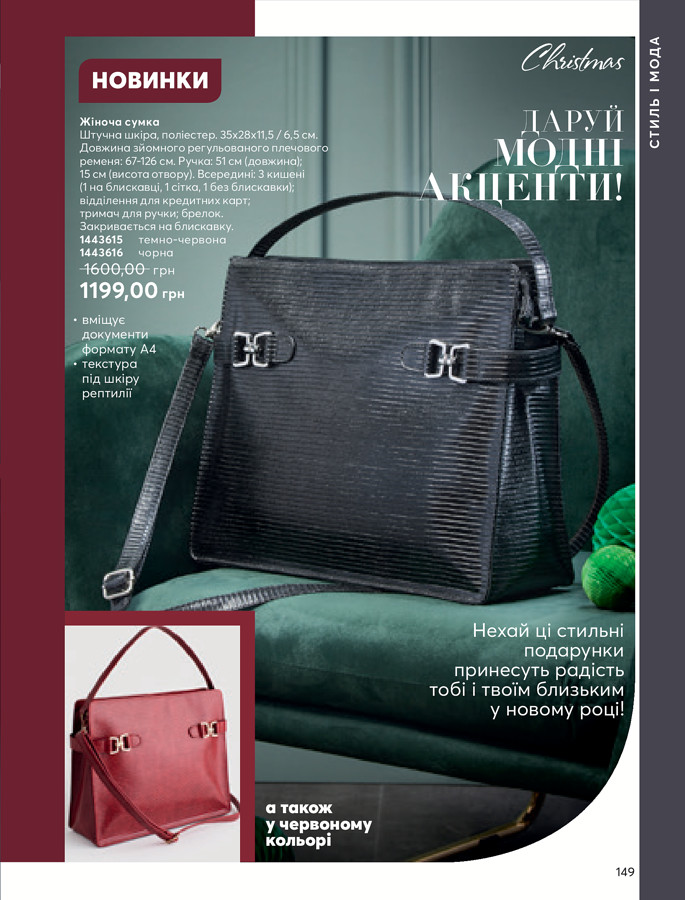 НОВИНКИ
Christmas
ДАРУЙ
МОДНІ
АКЦЕНТИ!
СТИЛЬ І МОДА
Жіноча сумка
Штучна шкіра, поліестер. 35х28х11,5 / 6,5 см.
Довжина зйомного регульованого плечового
ременя: 67-126 см. Ручка: 51 см (довжина);
15 см (висота отвору). Всередині: 3 кишені
(1 на блискавці, 1 сітка, 1 без блискавки);
відділення для кредитних карт;
тримач для ручки; брелок.
Закривається на блискавку.
1443615 темно-червона
1443616 чорна
1600,00 грн
1199,00 грн
• вміщує
документи
формату А4
• текстура
під шкіру
рептилії
Нехай ці стильні
подарунки
принесуть радість
тобі і твоїм близьким
у новому році!
а також
у червоному
кольорі
149